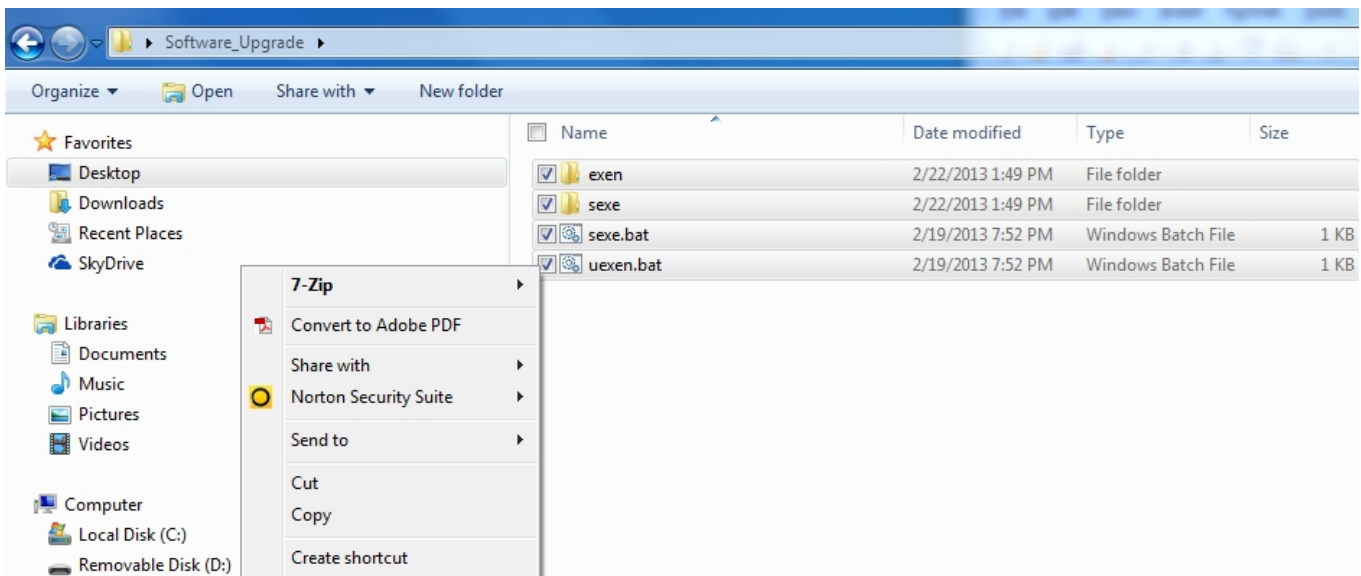 Software_Upgrade
Organize Open Share with New folder
Name Date modified Type Size
Favorites
Desktop
Downloads
Recent Places
SkyDrive
Libraries
Documents
Music
Pictures
Videos
Computer
Local Disk (C:)
Removable Disk (D:)
exen 2/22/2013 1:49 PM File folder
sexe 2/22/2013 1:49 PM File folder
sexe.bat 2/19/2013 7:52 PM Windows Batch File 1 KB
uexen.bat 2/19/2013 7:52 PM Windows Batch File 1 KB
7-Zip
Convert to Adobe PDF
Share with
Norton Security Suite
Send to
Cut
Copy
Create shortcut